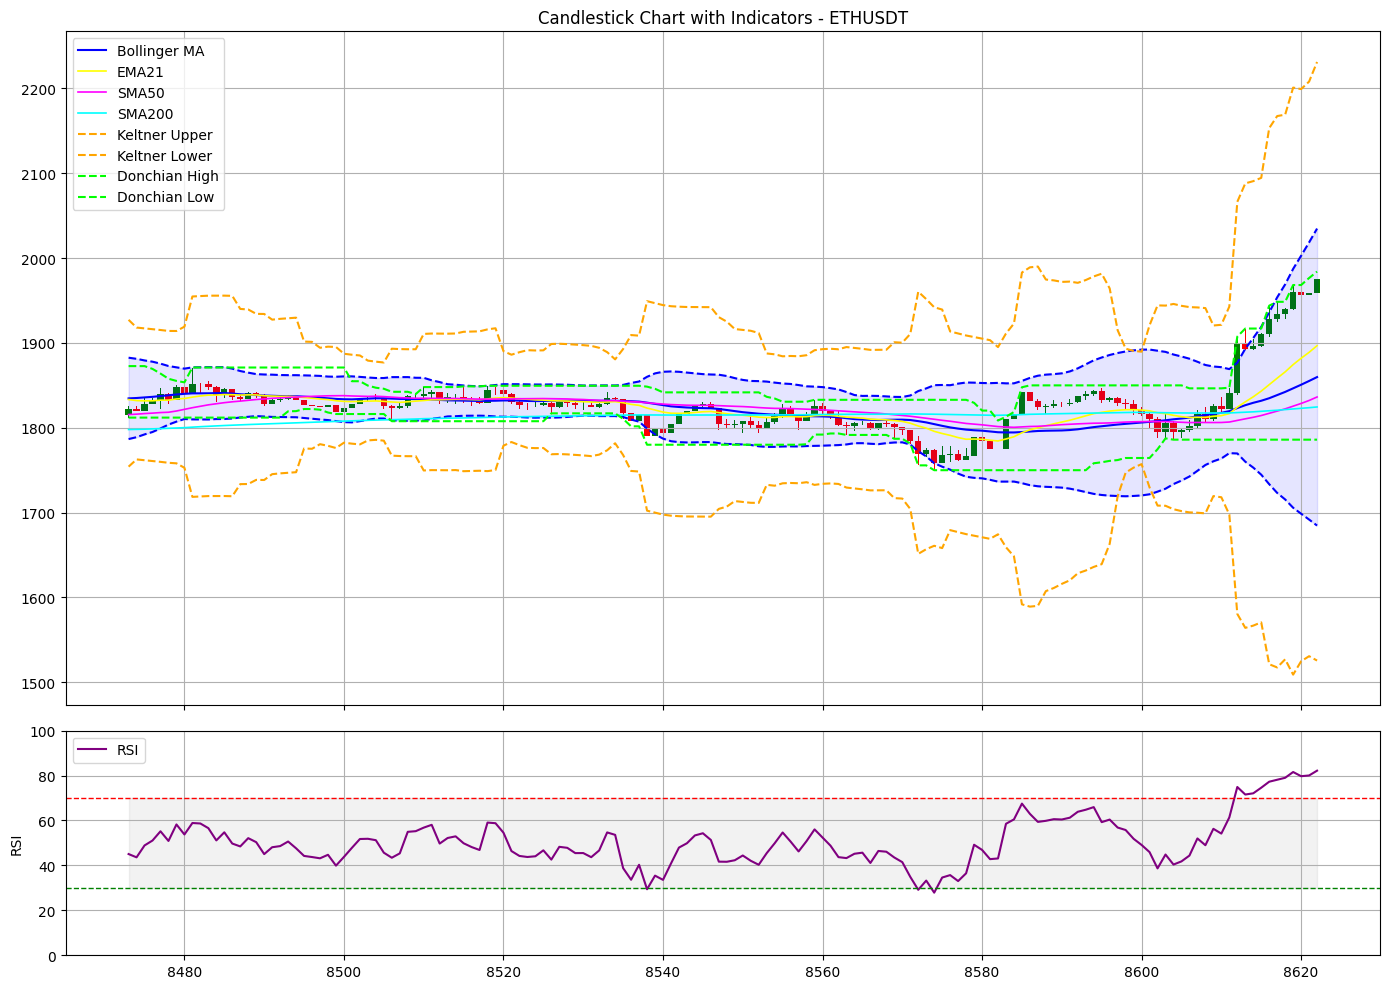 Candlestick Chart with Indicators - ETHUSDT
Bollinger MA
EMA21
SMA50
SMA200
Keltner Upper
Keltner Lower
Donchian High
Donchian Low
2200
2100
2000
1900
1800
1700
1600
1500
RSI
100
80
60
40
20
0
RSI
8480 8500 8520 8540 8560 8580 8600 8620